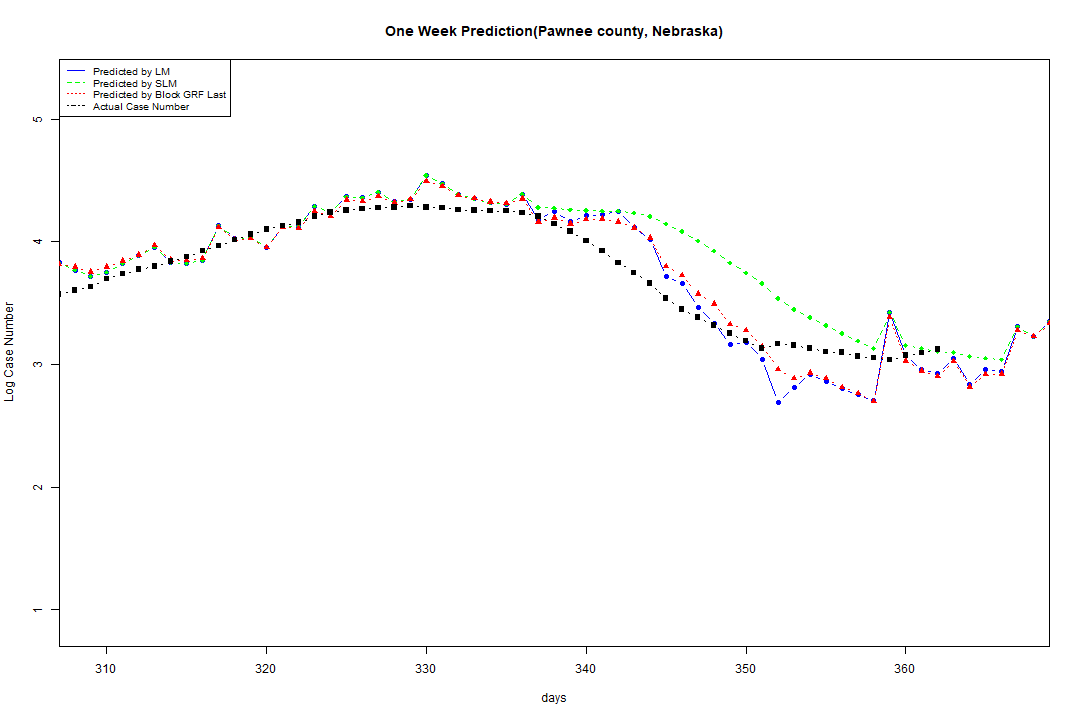 One Week Prediction(Pawnee county, Nebraska)
Predicted by LM
Predicted by SLM
Predicted by Block GRF Last
Actual Case Number
5
4
3
2
1
Log Case Number
310 320 330 340 350 360
days